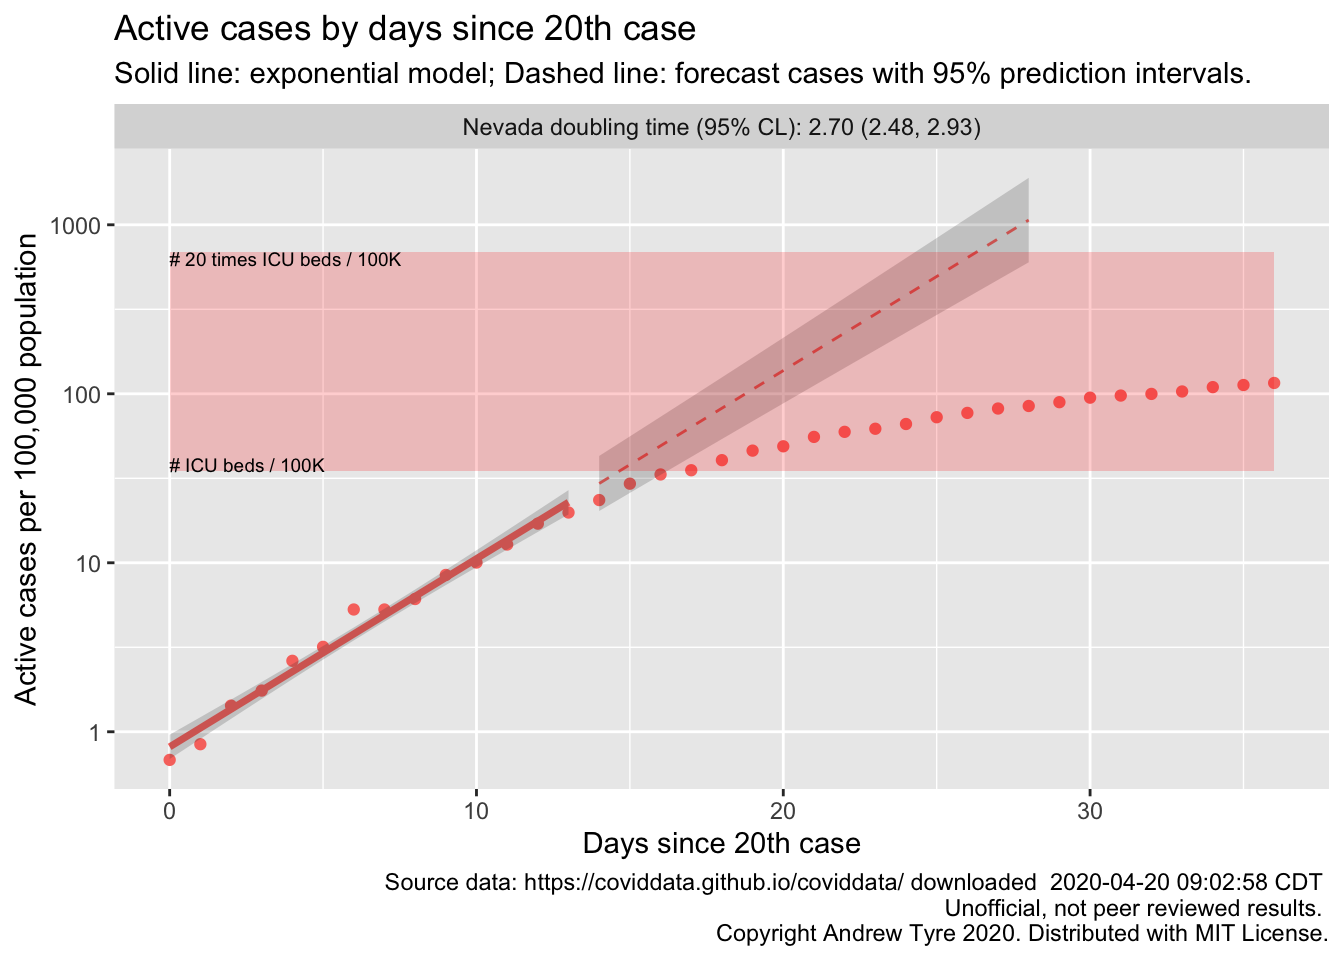 Active cases by days since 20th case
Solid line: exponential model; Dashed line: forecast cases with 95% prediction intervals.
Nevada doubling time (95% CL): 2.70 (2.48, 2.93)
Active cases per 100,000 population
1000
100
10
1
# 20 times ICU beds / 100K
# ICU beds / 100K
0 10 20 30
Days since 20th case
Source data: https://coviddata.github.io/coviddata/ downloaded  2020-04-20 09:02:58 CDT
Unofficial, not peer reviewed results.
Copyright Andrew Tyre 2020. Distributed with MIT License.